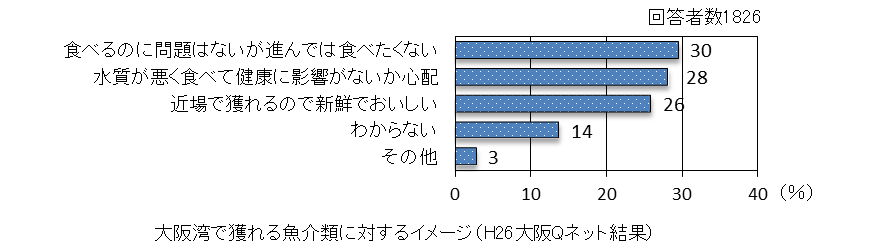 回答者数1826
食べるのに問題はないが進んでは食べたくない 30
水質が悪く食べて健康に影響がないか心配 28
近場で獲れるので新鮮でおいしい 26
わからない 14
その他 3
0 10 20 30 40 (%)
大阪湾で獲れる魚介類に対するイメージ(H26大阪Qネット結果)